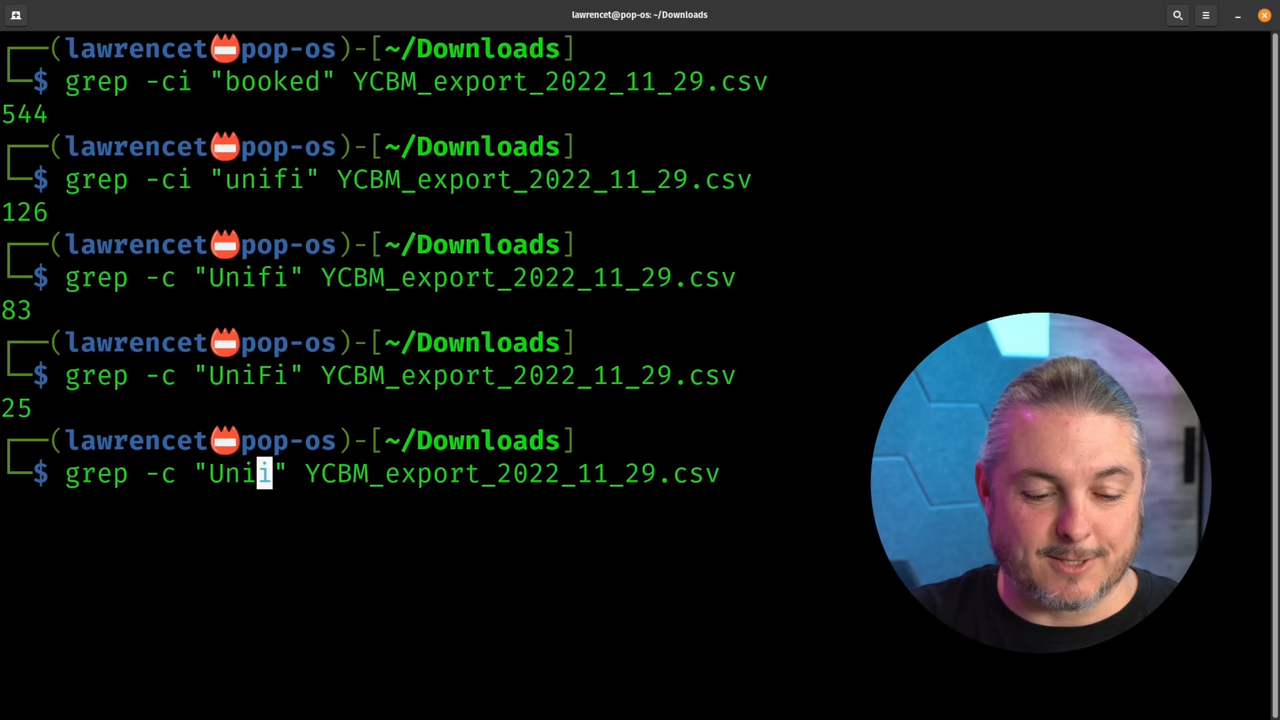 lawrencet@pop-os: ~/Downloads
┌──(lawrencet📛pop-os)-[~/Downloads]
└─$ grep -ci "booked" YCBM_export_2022_11_29.csv
544
┌──(lawrencet📛pop-os)-[~/Downloads]
└─$ grep -ci "unifi" YCBM_export_2022_11_29.csv
126
┌──(lawrencet📛pop-os)-[~/Downloads]
└─$ grep -c "Unifi" YCBM_export_2022_11_29.csv
83
┌──(lawrencet📛pop-os)-[~/Downloads]
└─$ grep -c "UniFi" YCBM_export_2022_11_29.csv
25
┌──(lawrencet📛pop-os)-[~/Downloads]
└─$ grep -c "Unii" YCBM_export_2022_11_29.csv